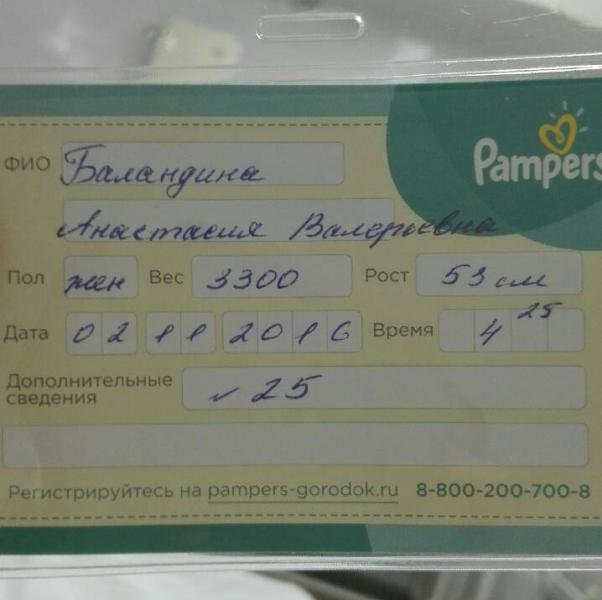 Pampers
ФИО Баландина
Анастасия Валерьевна
Пол жен Вес 3300 Рост 53 см
Дата 02 11 2016 Время 4 25
Дополнительные сведения № 25
Регистрируйтесь на pampers-gorodok.ru 8-800-200-700-8